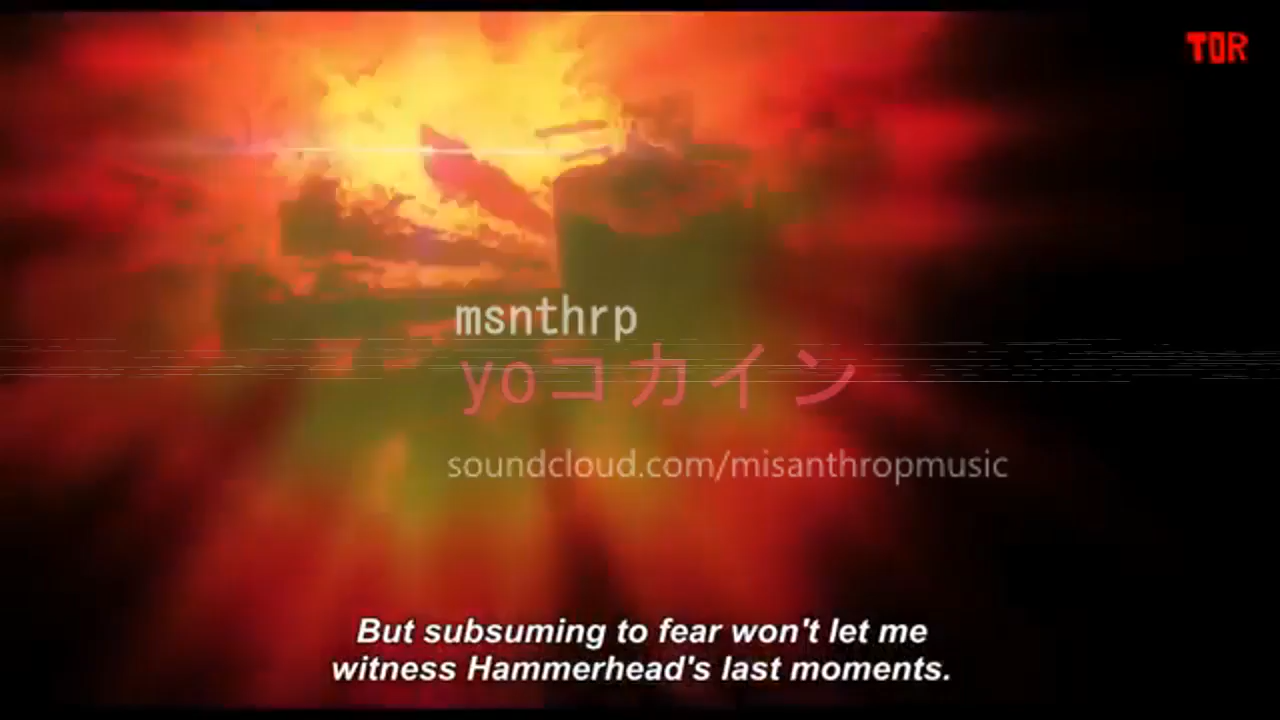 TOR
msnthrp
yoコカイン
soundcloud.com/misanthropmusic
But subsuming to fear won't let me
witness Hammerhead's last moments.